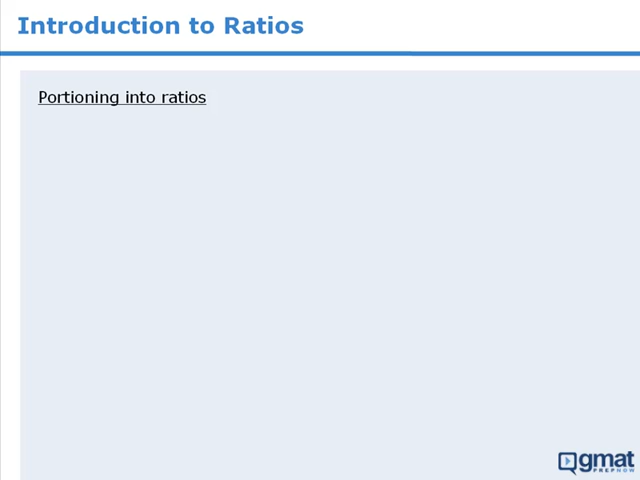 Introduction to Ratios
Portioning into ratios
gmat
PREPNOW